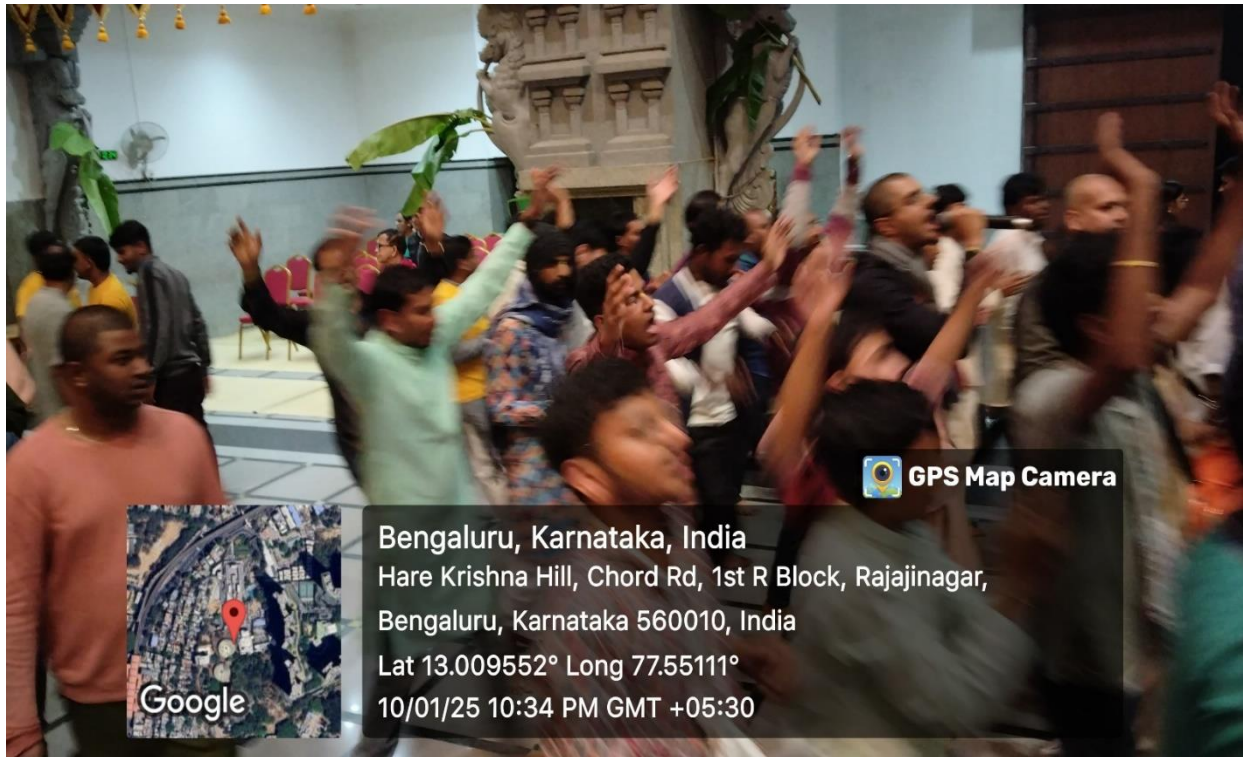 GPS Map Camera
Bengaluru, Karnataka, India
Hare Krishna Hill, Chord Rd, 1st R Block, Rajajinagar,
Bengaluru, Karnataka 560010, India
Lat 13.009552° Long 77.55111°
10/01/25 10:34 PM GMT +05:30
Google